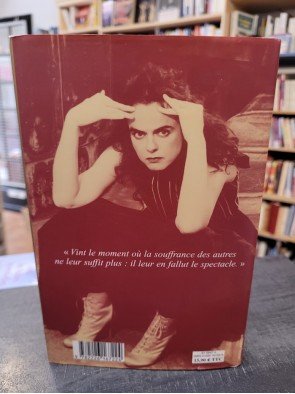 « Vint le moment où la souffrance des autres
ne leur suffit plus : il leur en fallut le spectacle. »